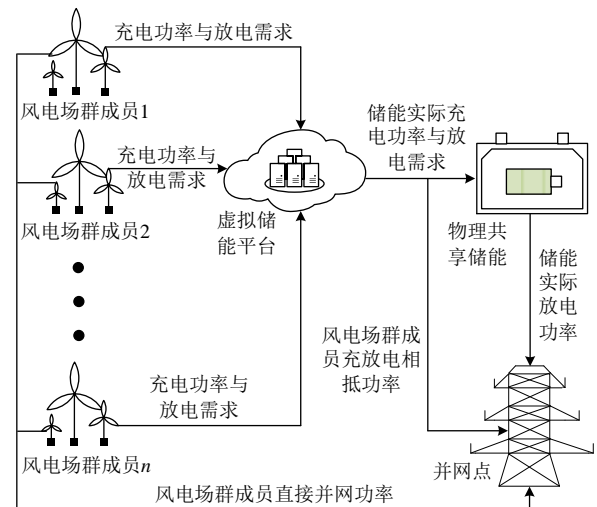 充电功率与放电需求
风电场群成员1
充电功率与
放电需求
风电场群成员2
虚拟储
能平台
储能实际充
电功率与放
电需求
物理共
享储能
储能
实际
放电
功率
风电场群成
员充放电相
抵功率
充电功率与
放电需求
风电场群成员n
并网点
风电场群成员直接并网功率